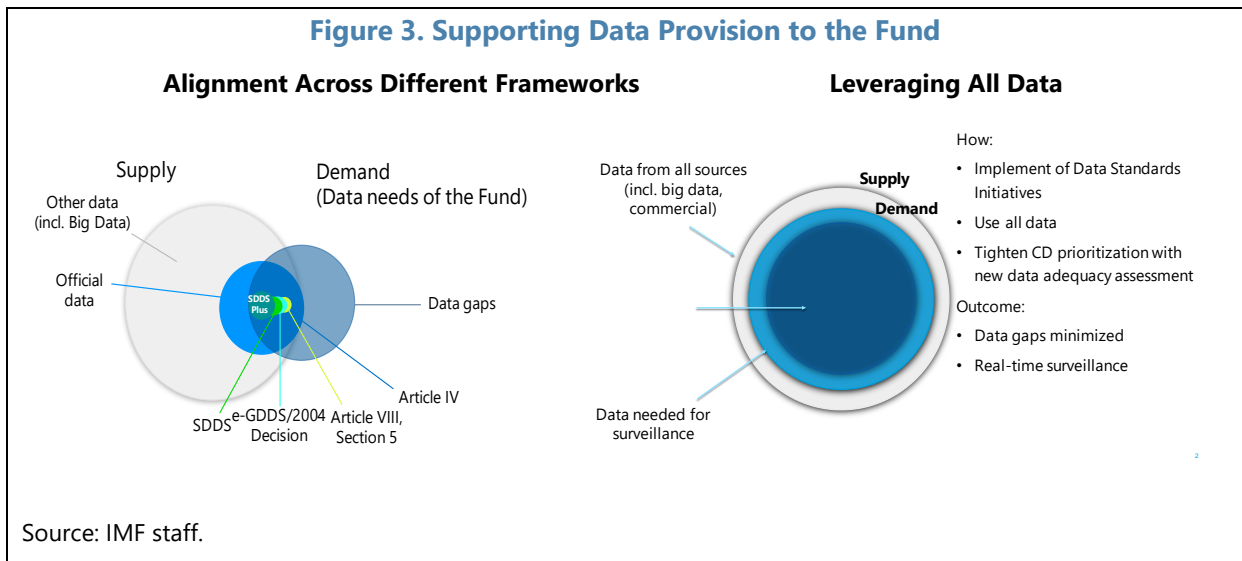 Figure 3. Supporting Data Provision to the Fund
Alignment Across Different Frameworks
Supply
Demand
(Data needs of the Fund)
Other data
(incl. Big Data)
Official
data
SDDS
Plus
Data gaps
Article IV
SDDS
e-GDDS/2004
Decision
Article VIII,
Section 5
Leveraging All Data
Data from all sources
(incl. big data,
commercial)
Supply
Demand
Data needed for
surveillance
How:
• Implement of Data Standards
Initiatives
• Use all data
• Tighten CD prioritization with
new data adequacy assessment
Outcome:
• Data gaps minimized
• Real-time surveillance
2
Source: IMF staff.